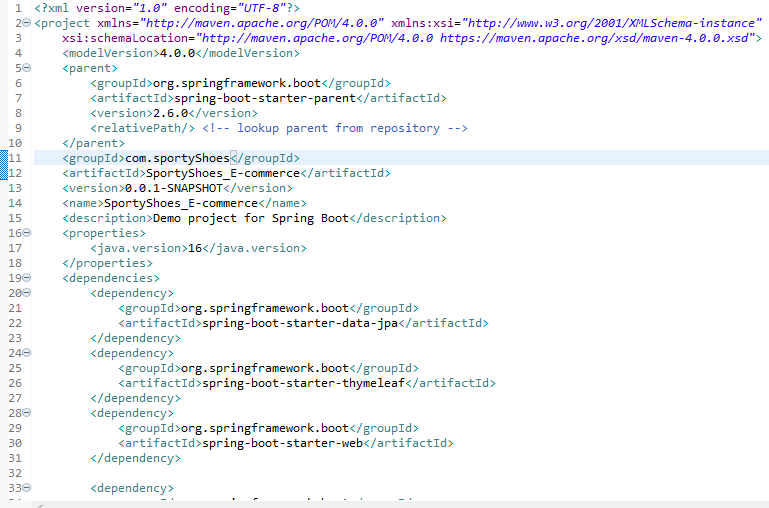 1 <?xml version="1.0" encoding="UTF-8"?>
2 <project xmlns="http://maven.apache.org/POM/4.0.0" xmlns:xsi="http://www.w3.org/2001/XMLSchema-instance"
3 xsi:schemaLocation="http://maven.apache.org/POM/4.0.0 https://maven.apache.org/xsd/maven-4.0.0.xsd">
4 <modelVersion>4.0.0</modelVersion>
5 <parent>
6 <groupId>org.springframework.boot</groupId>
7 <artifactId>spring-boot-starter-parent</artifactId>
8 <version>2.6.0</version>
9 <relativePath/> <!-- lookup parent from repository -->
10 </parent>
11 <groupId>com.sportyShoes</groupId>
12 <artifactId>SportyShoes_E-commerce</artifactId>
13 <version>0.0.1-SNAPSHOT</version>
14 <name>SportyShoes_E-commerce</name>
15 <description>Demo project for Spring Boot</description>
16 <properties>
17 <java.version>16</java.version>
18 </properties>
19 <dependencies>
20 <dependency>
21 <groupId>org.springframework.boot</groupId>
22 <artifactId>spring-boot-starter-data-jpa</artifactId>
23 </dependency>
24 <dependency>
25 <groupId>org.springframework.boot</groupId>
26 <artifactId>spring-boot-starter-thymeleaf</artifactId>
27 </dependency>
28 <dependency>
29 <groupId>org.springframework.boot</groupId>
30 <artifactId>spring-boot-starter-web</artifactId>
31 </dependency>
32
33 <dependency>